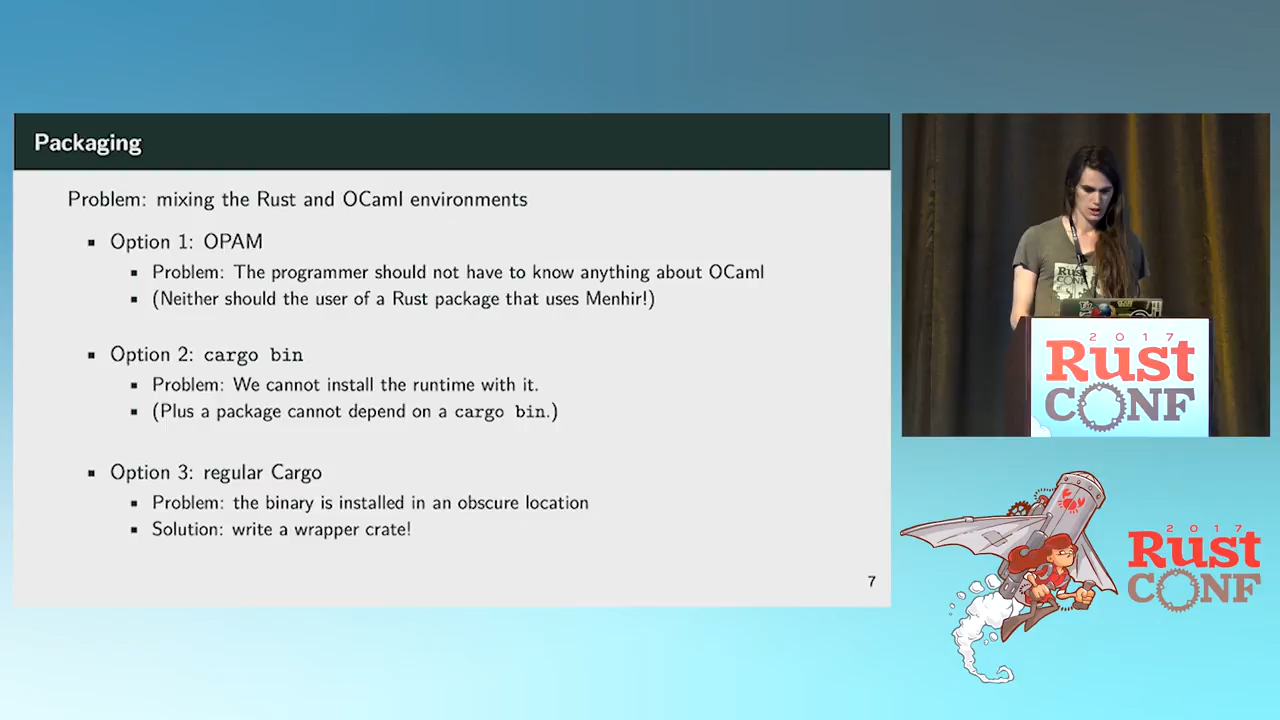 Packaging
Problem: mixing the Rust and OCaml environments
▪ Option 1: OPAM
▪ Problem: The programmer should not have to know anything about OCaml
▪ (Neither should the user of a Rust package that uses Menhir!)
▪ Option 2: cargo bin
▪ Problem: We cannot install the runtime with it.
▪ (Plus a package cannot depend on a cargo bin.)
▪ Option 3: regular Cargo
▪ Problem: the binary is installed in an obscure location
▪ Solution: write a wrapper crate!
7
Rust
2017
Rust
CONF
2017
Rust
CONF